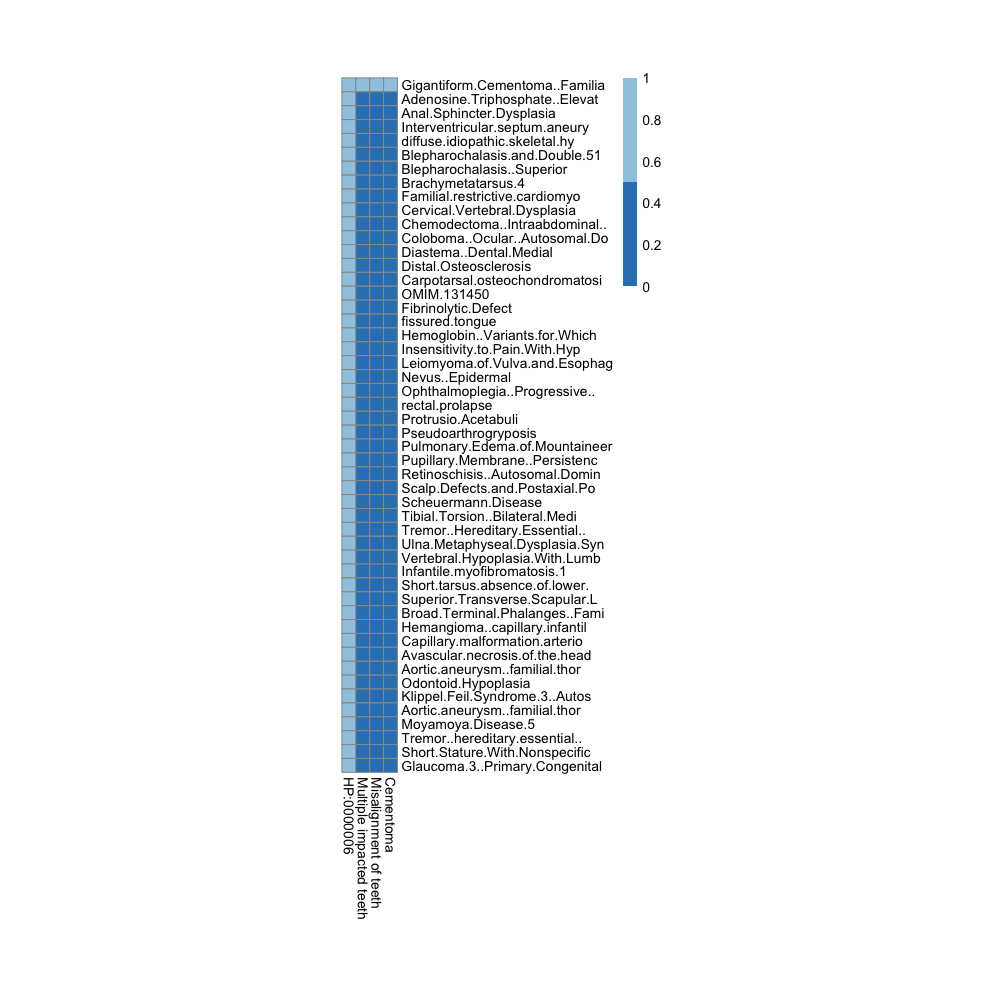 Gigantiform.Cementoma..Familia
Adenosine.Triphosphate..Elevat
Anal.Sphincter.Dysplasia
Interventricular.septum.aneury
diffuse.idiopathic.skeletal.hy
Blepharochalasis.and.Double.51
Blepharochalasis..Superior
Brachymetatarsus.4
Familial.restrictive.cardiomyo
Cervical.Vertebral.Dysplasia
Chemodectoma..Intraabdominal..
Coloboma..Ocular..Autosomal.Do
Diastema..Dental.Medial
Distal.Osteosclerosis
Carpotarsal.osteochondromatosi
OMIM.131450
Fibrinolytic.Defect
fissured.tongue
Hemoglobin..Variants.for.Which
Insensitivity.to.Pain.With.Hyp
Leiomyoma.of.Vulva.and.Esophag
Nevus..Epidermal
Ophthalmoplegia..Progressive..
rectal.prolapse
Protrusio.Acetabuli
Pseudoarthrogryposis
Pulmonary.Edema.of.Mountaineer
Pupillary.Membrane..Persistenc
Retinoschisis..Autosomal.Domin
Scalp.Defects.and.Postaxial.Po
Scheuermann.Disease
Tibial.Torsion..Bilateral.Medi
Tremor..Hereditary.Essential..
Ulna.Metaphyseal.Dysplasia.Syn
Vertebral.Hypoplasia.With.Lumb
Infantile.myofibromatosis.1
Short.tarsus.absence.of.lower.
Superior.Transverse.Scapular.L
Broad.Terminal.Phalanges..Fami
Hemangioma..capillary.infantil
Capillary.malformation.arterio
Avascular.necrosis.of.the.head
Aortic.aneurysm..familial.thor
Odontoid.Hypoplasia
Klippel.Feil.Syndrome.3..Autos
Aortic.aneurysm..familial.thor
Moyamoya.Disease.5
Tremor..hereditary.essential..
Short.Stature.With.Nonspecific
Glaucoma.3..Primary.Congenital
1
0.8
0.6
0.4
0.2
0
HP:0000006
Multiple impacted teeth
Misalignment of teeth
Cementoma